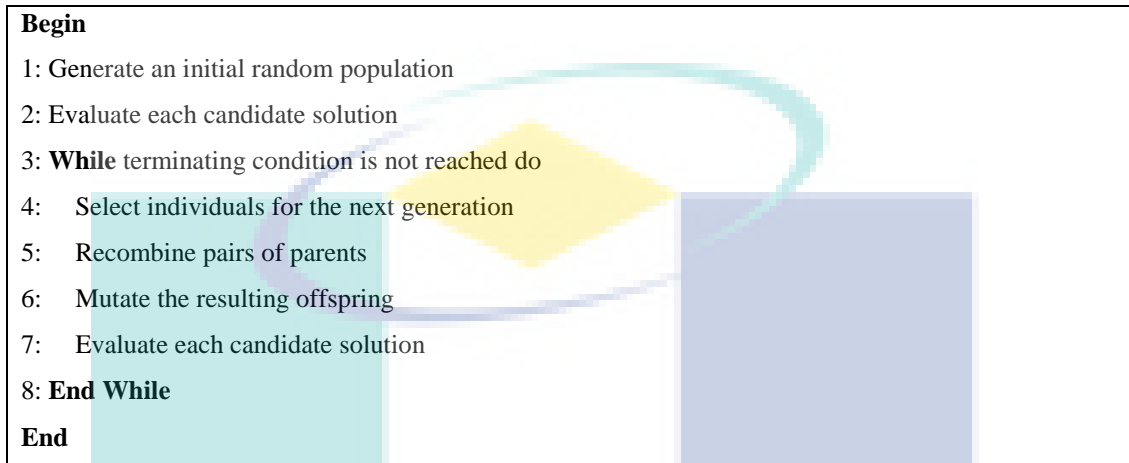 Begin
1: Generate an initial random population
2: Evaluate each candidate solution
3: While terminating condition is not reached do
4: Select individuals for the next generation
5: Recombine pairs of parents
6: Mutate the resulting offspring
7: Evaluate each candidate solution
8: End While
End